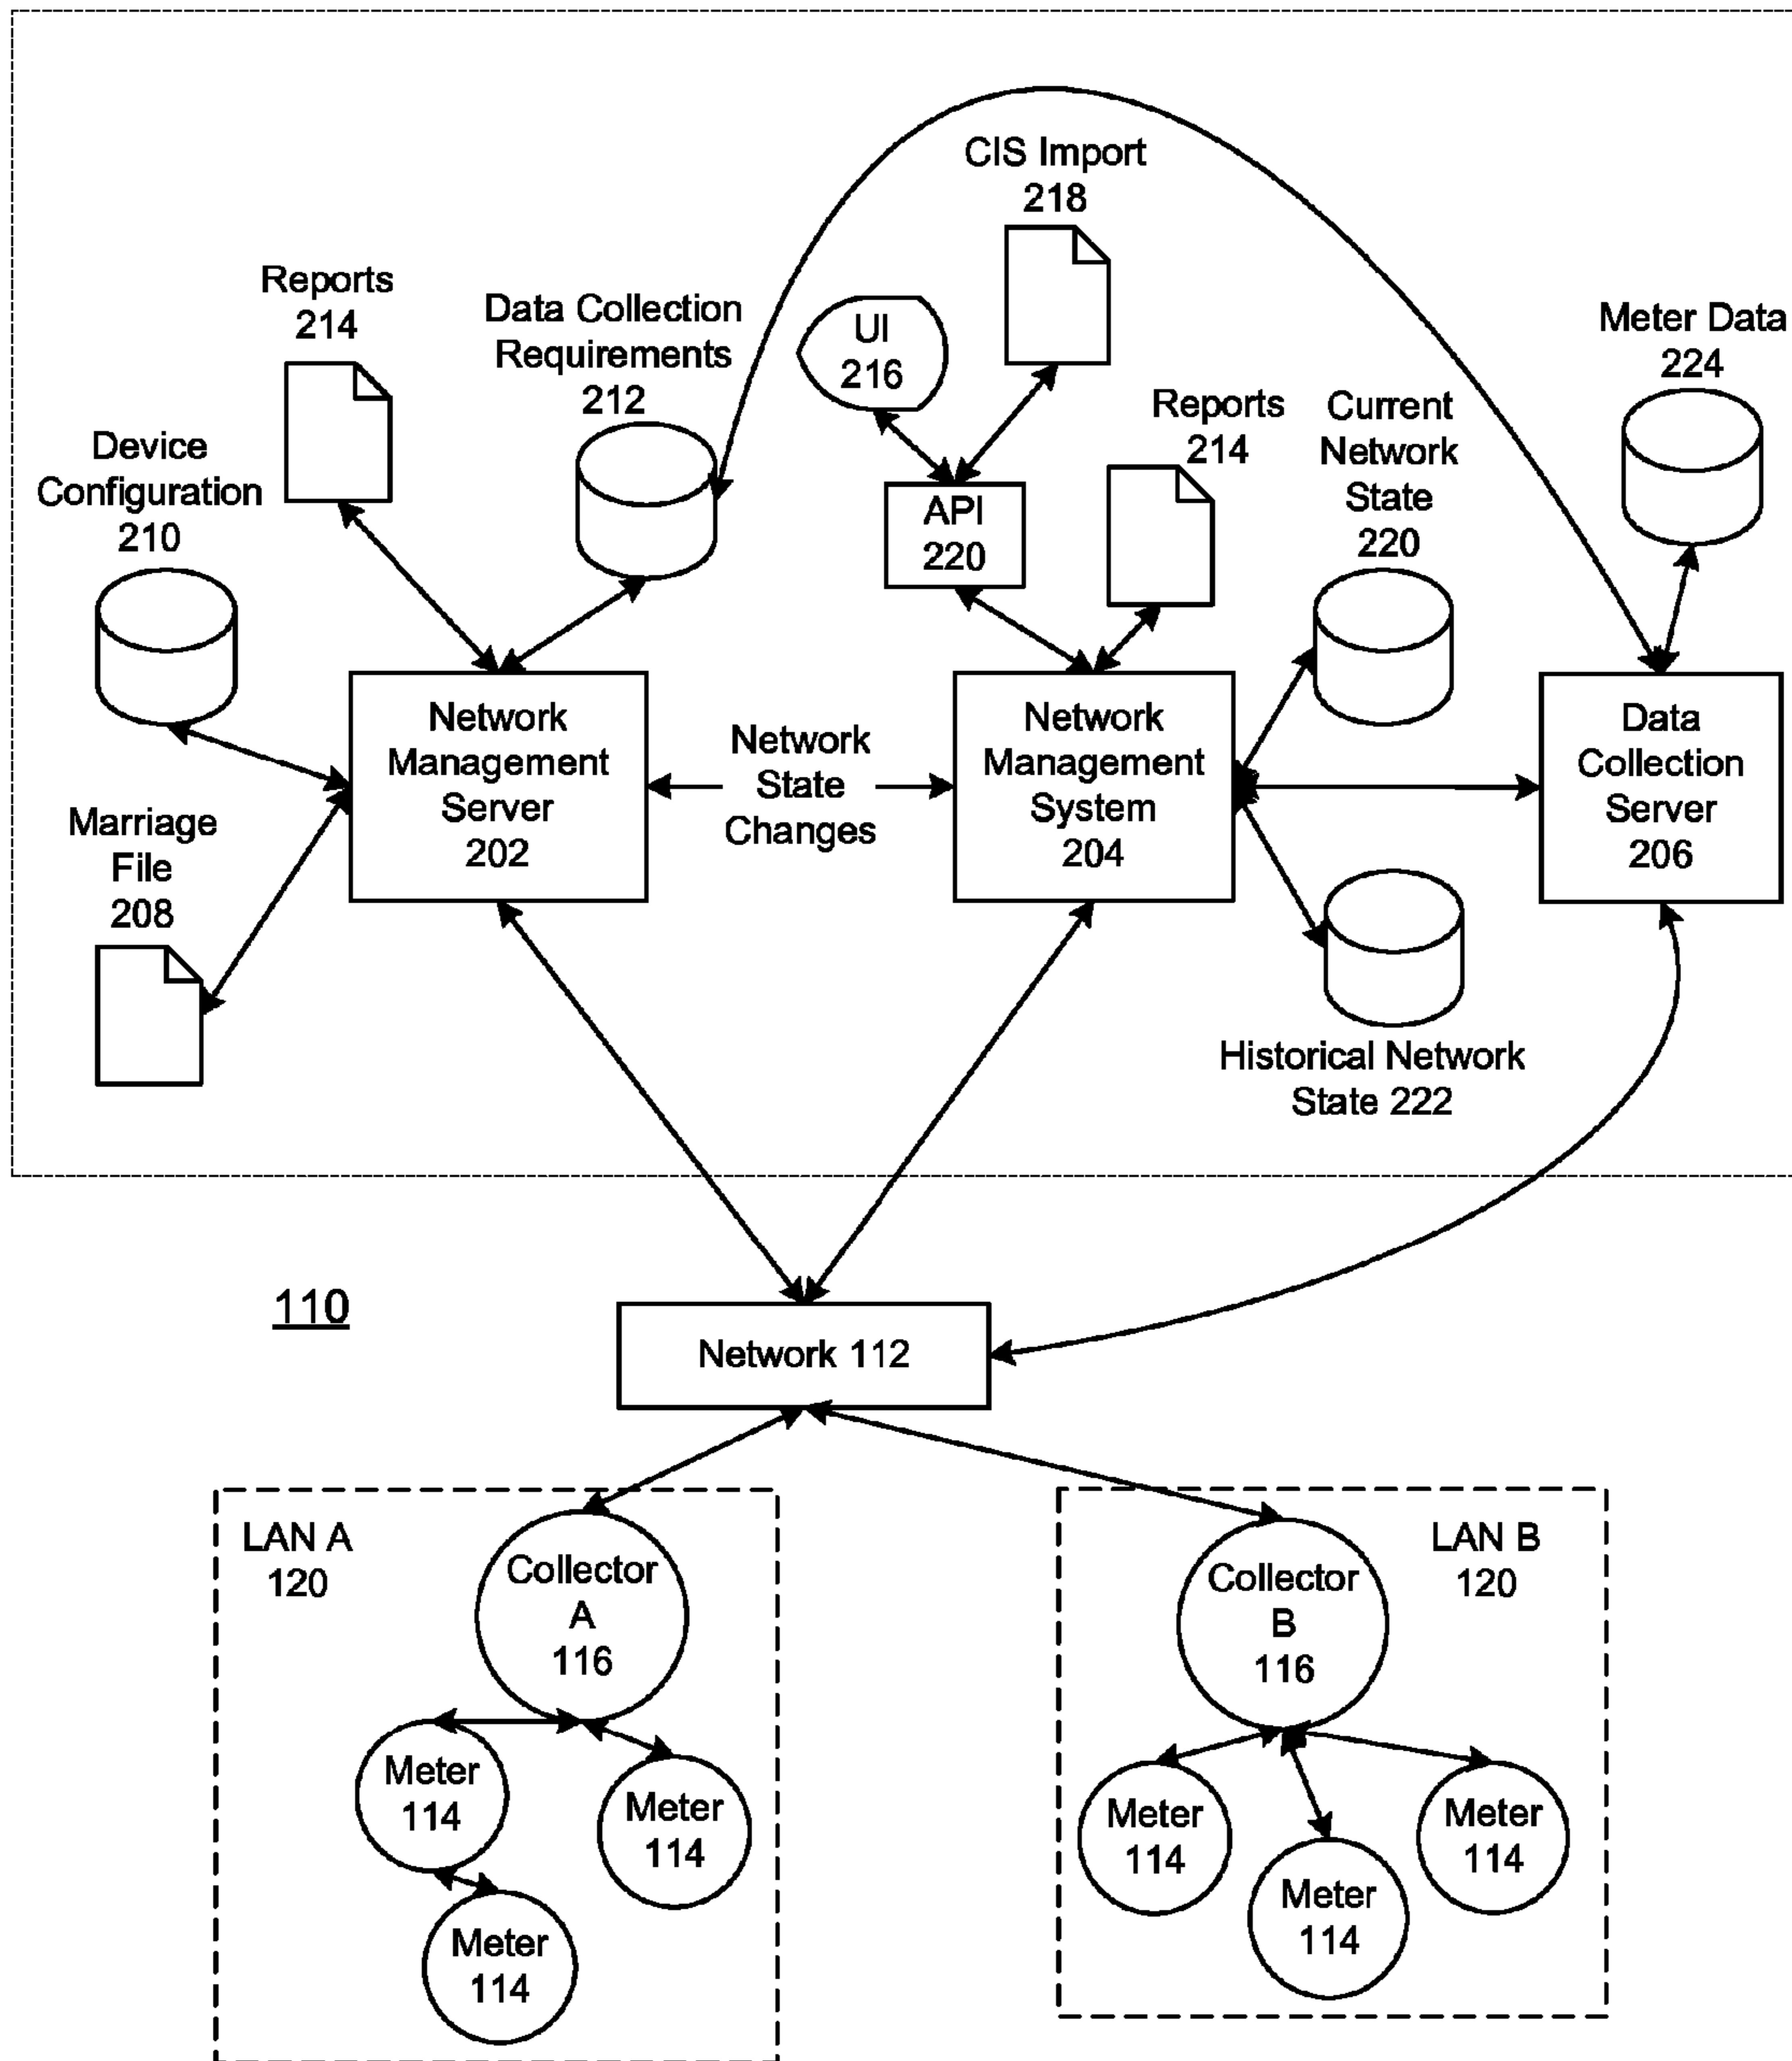 CIS Import
218
Reports
214
Data Collection
Requirements
212
UI
216
Meter Data
224
Device
Configuration
210
API
220
Reports
214
Current
Network
State
220
Marriage
File
208
Network
Management
Server
202
Network
State
Changes
Network
Management
System
204
Data
Collection
Server
206
Historical Network
State 222
110
Network 112
LAN A
120
Collector
A
116
Meter
114
Meter
114
Meter
114
LAN B
120
Collector
B
116
Meter
114
Meter
114
Meter
114